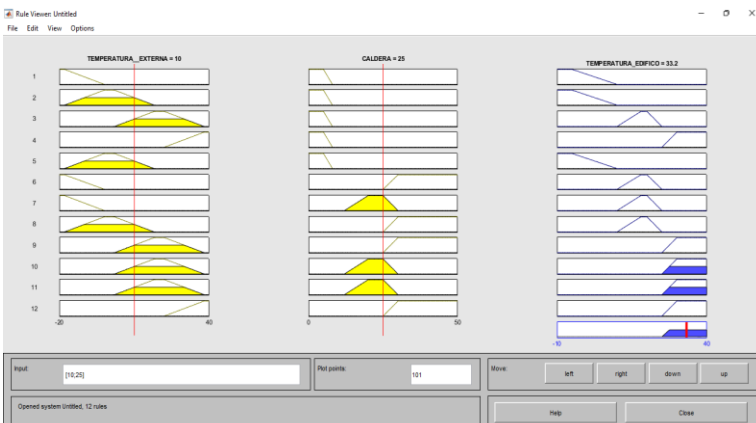 Rule Viewer: Untitled
File Edit View Options
TEMPERATURA_EXTERNA = 10
CALDERA = 25
TEMPERATURA_EDIFICO = 33.2
1
2
3
4
5
6
7
8
9
10
11
12
-20 40
0 50
-10 40
Input: [10;25]
Plot points: 101
Move: left right down up
Opened system Untitled, 12 rules
Help Close